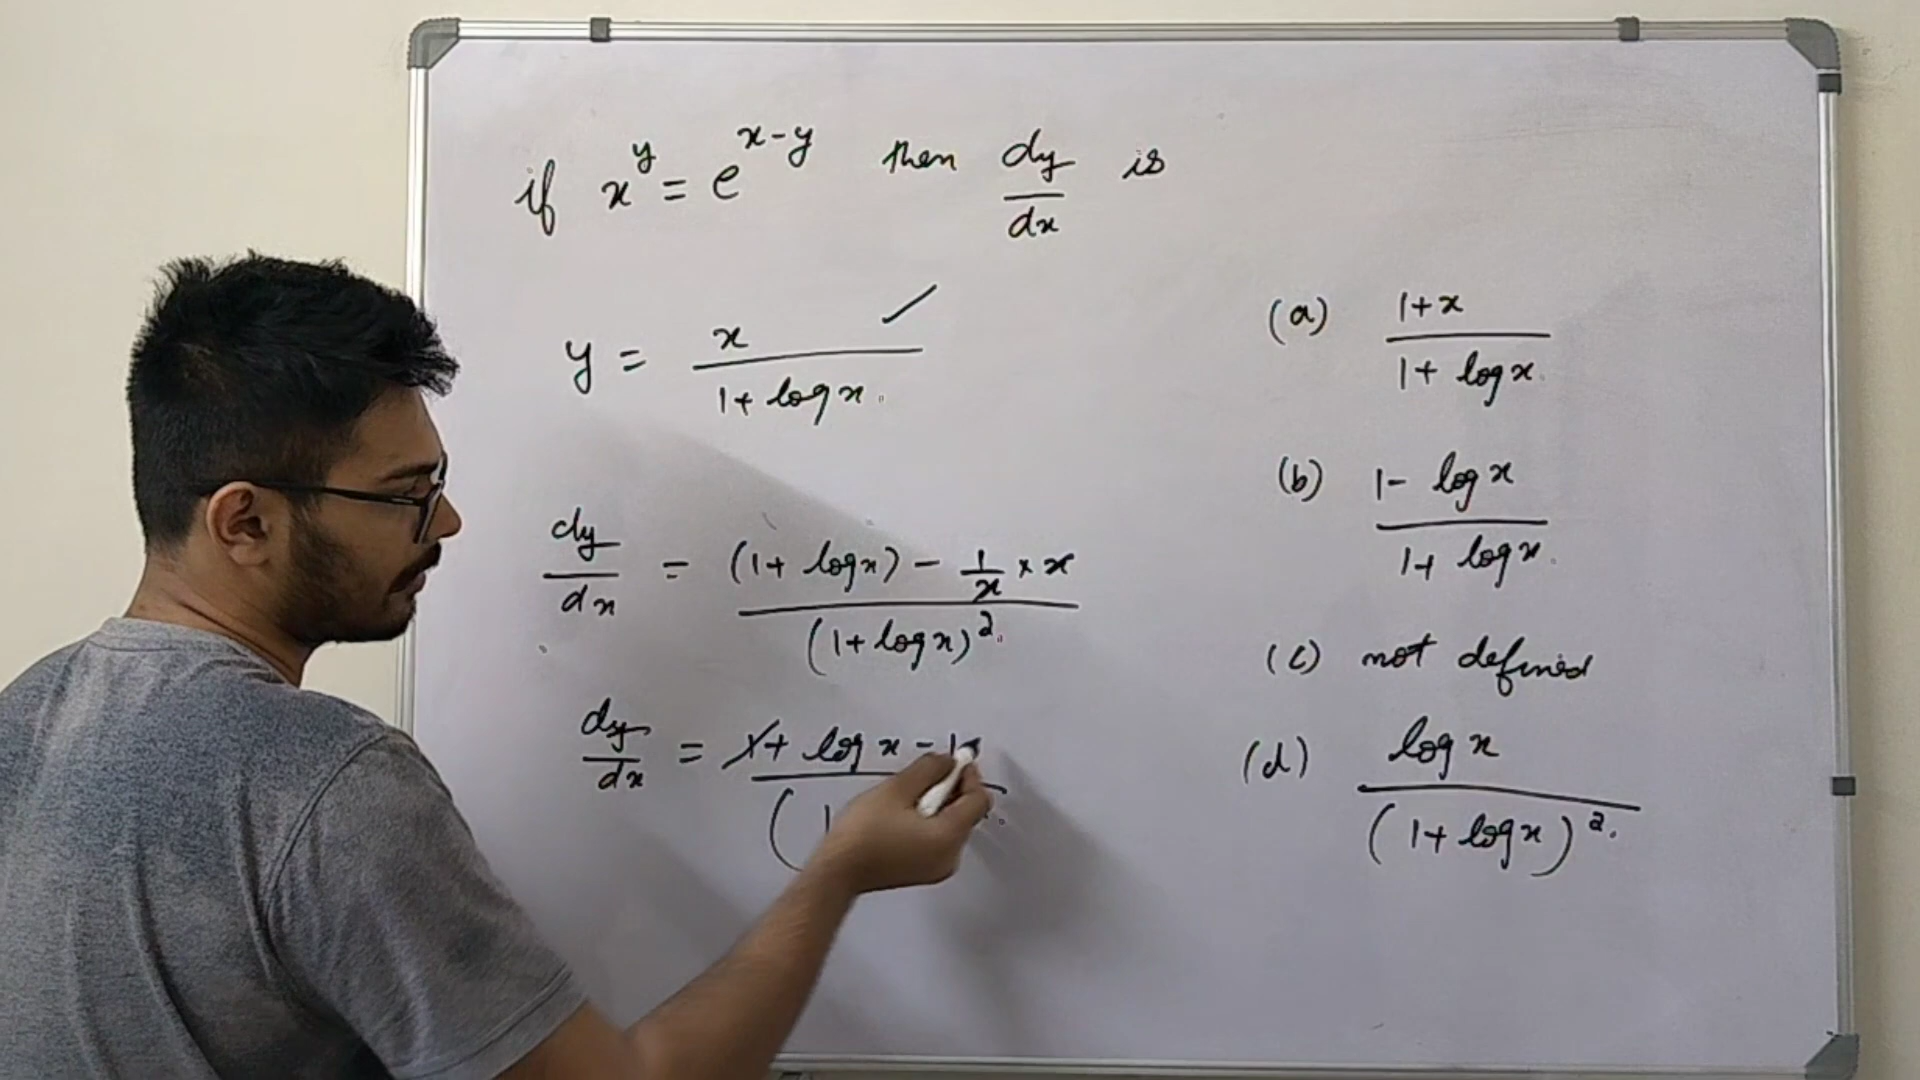 if x^y = e^(x-y) then dy/dx is
y = x/(1 + log x) ✓
dy/dx = ((1 + log x) - 1/x × x)/(1 + log x)^2
dy/dx = (1 + log x - 1)/(1
(a) (1 + x)/(1 + log x)
(b) (1 - log x)/(1 + log x)
(c) not defined
(d) log x/(1 + log x)^2